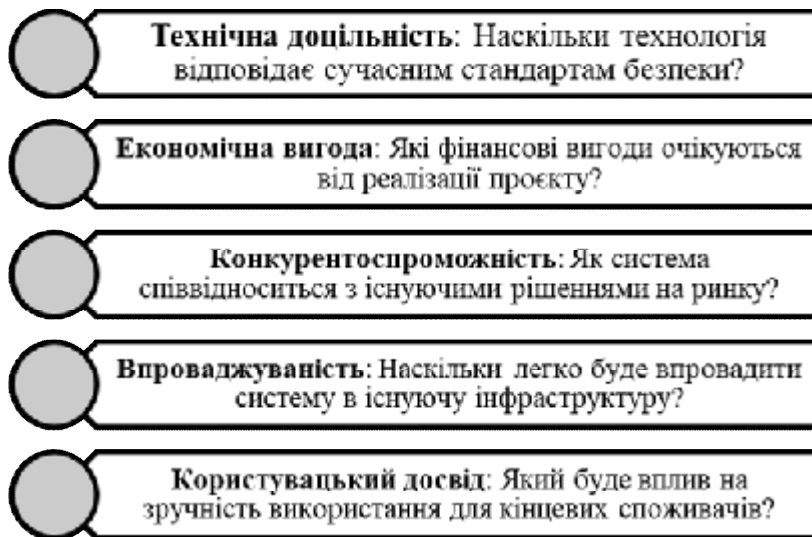 Технічна доцільність: Наскільки технологія
відповідає сучасним стандартам безпеки?
Економічна вигода: Які фінансові вигоди очікуються
від реалізації проєкту?
Конкурентоспроможність: Як система
співвідноситься з існуючими рішеннями на ринку?
Впроваджуваність: Наскільки легко буде впровадити
систему в існуючу інфраструктуру?
Користувацький досвід: Який буде вплив на
зручність використання для кінцевих споживачів?